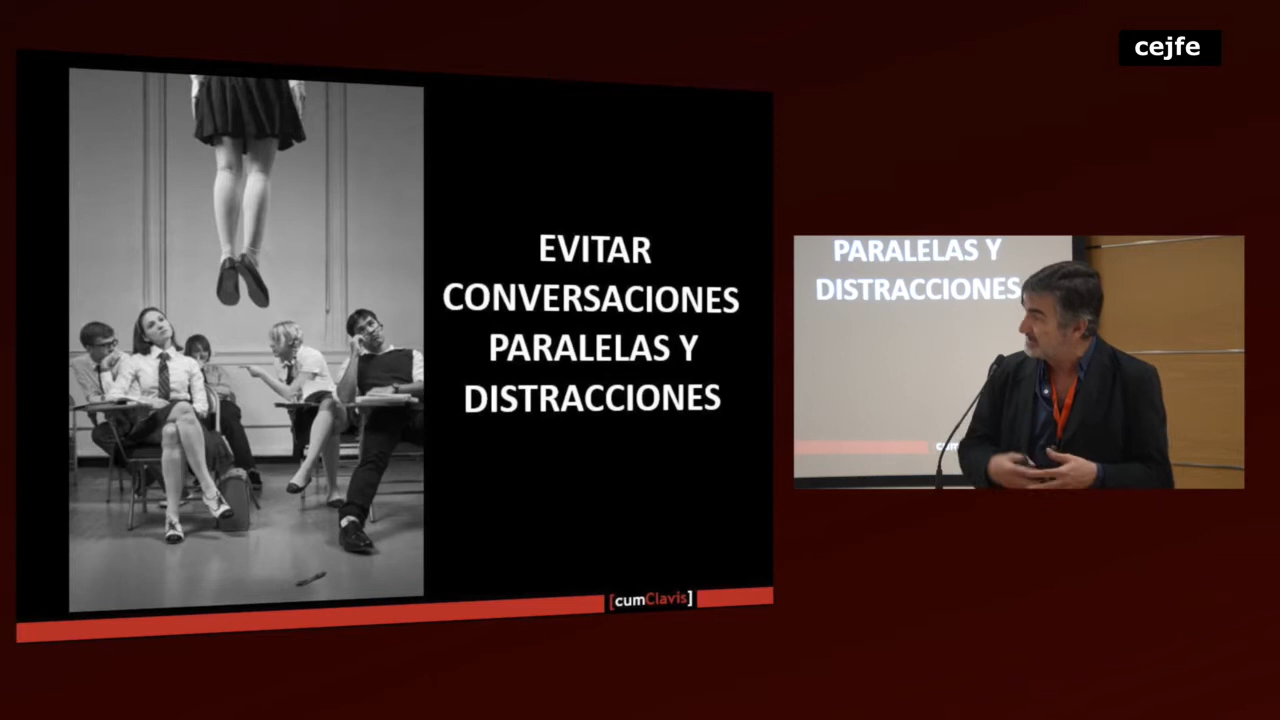 cejfe
EVITAR
CONVERSACIONES
PARALELAS Y
DISTRACCIONES
[cumClavis]
PARALELAS Y
DISTRACCIONES